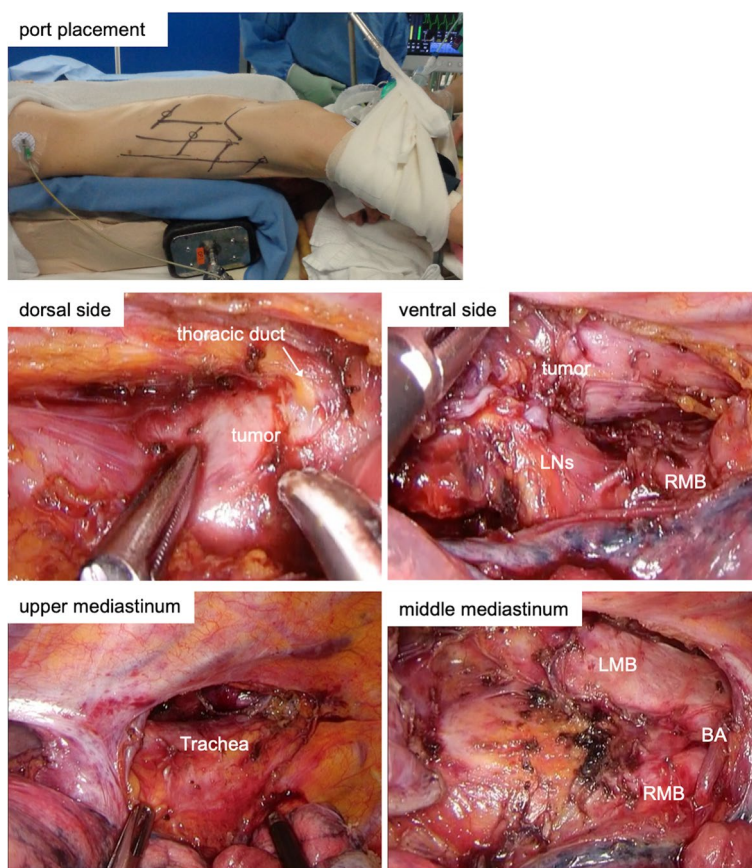 port placement
dorsal side
thoracic duct
tumor
ventral side
tumor
LNs
RMB
upper mediastinum
Trachea
middle mediastinum
LMB
BA
RMB